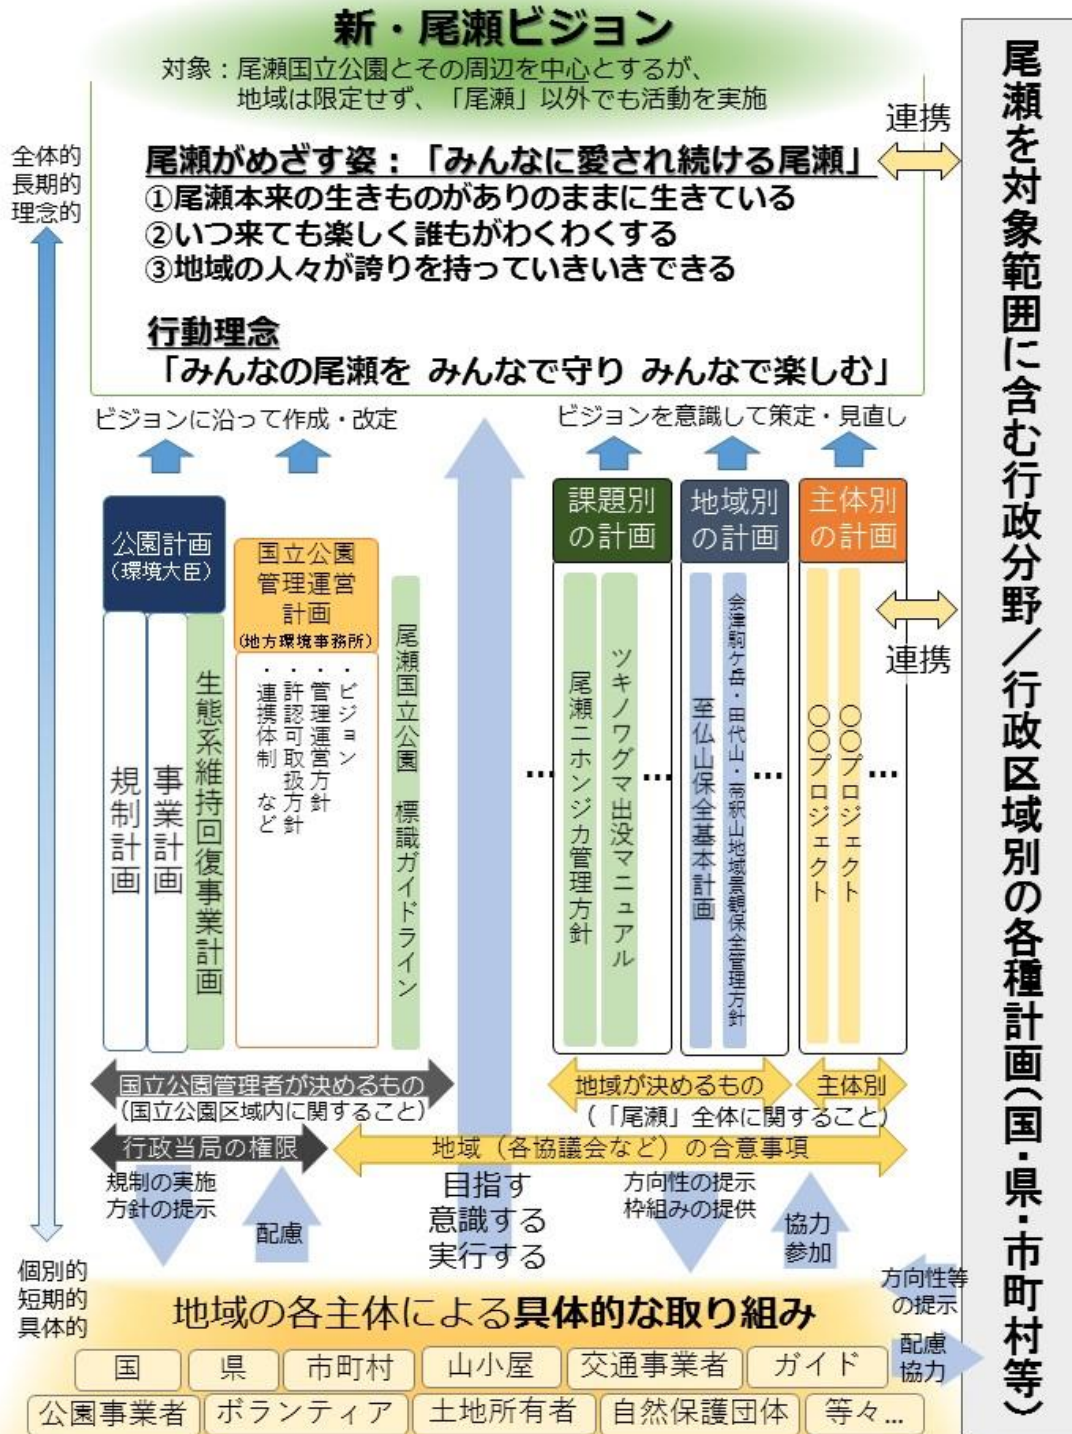 新・尾瀬ビジョン
対象：尾瀬国立公園とその周辺を中心とするが、
地域は限定せず、「尾瀬」以外でも活動を実施
尾瀬がめざす姿：「みんなに愛され続ける尾瀬」
①尾瀬本来の生きものがありのままに生きている
②いつ来ても楽しく誰もがわくわくする
③地域の人々が誇りを持っていきいきできる
行動理念
「みんなの尾瀬を みんなで守り みんなで楽しむ」
全体的
長期的
理念的
連携
尾瀬を対象範囲に含む行政分野／行政区域別の各種計画（国・県・市町村等）
ビジョンに沿って作成・改定
ビジョンを意識して策定・見直し
公園計画
（環境大臣）
規制計画
事業計画
生態系維持回復事業計画
国立公園
管理運営
計画
（地方環境事務所）
・ビジョン
・管理運営方針
・許認可取扱方針
・連携体制 など
尾瀬国立公園 標識ガイドライン
課題別
の計画
尾瀬ニホンジカ管理方針
ツキノワグマ出没マニュアル
…
…
地域別
の計画
至仏山保全基本計画
会津駒ケ岳・田代山・帝釈山地域景観保全管理方針
…
主体別
の計画
〇〇プロジェクト
〇〇プロジェクト
…
連携
国立公園管理者が決めるもの
（国立公園区域内に関すること）
地域が決めるもの
主体別
（「尾瀬」全体に関すること）
行政当局の権限
地域（各協議会など）の合意事項
規制の実施
方針の提示
配慮
目指す
意識する
実行する
方向性の提示
枠組みの提供
協力
参加
個別的
短期的
具体的
方向性等
の提示
配慮
協力
地域の各主体による具体的な取り組み
国
県
市町村
山小屋
交通事業者
ガイド
公園事業者
ボランティア
土地所有者
自然保護団体
等々…